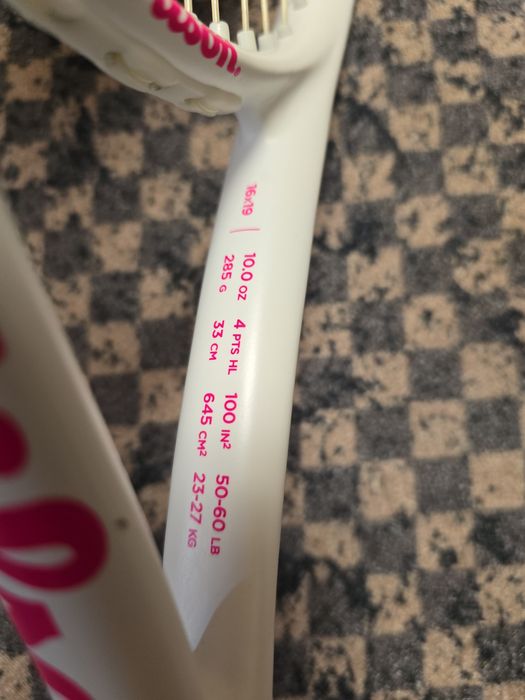 Wilson
16x19
10.0 OZ 4 PTS HL 100 IN² 50-60 LB
285 G 33 CM 645 CM² 23-27 KG